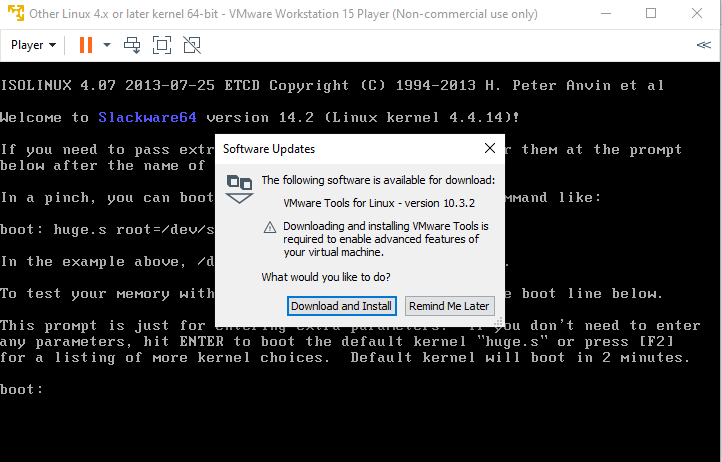 Other Linux 4.x or later kernel 64-bit - VMware Workstation 15 Player (Non-commercial use only)
Player
ISOLINUX 4.07 2013-07-25 ETCD Copyright (C) 1994-2013 H. Peter Anvin et al
Welcome to Slackware64 version 14.2 (Linux kernel 4.4.14)!
If you need to pass extr
r them at the prompt
below after the name of
In a pinch, you can boot
mmand like:
boot: huge.s root=/dev/s
In the example above, /d
.
To test your memory with
e boot line below.
This prompt is just for entering extra parameters. If you don't need to enter
any parameters, hit ENTER to boot the default kernel "huge.s" or press [F2]
for a listing of more kernel choices. Default kernel will boot in 2 minutes.
boot:
Software Updates
The following software is available for download:
VMware Tools for Linux - version 10.3.2
Downloading and installing VMware Tools is
required to enable advanced features of
your virtual machine.
What would you like to do?
Download and Install
Remind Me Later